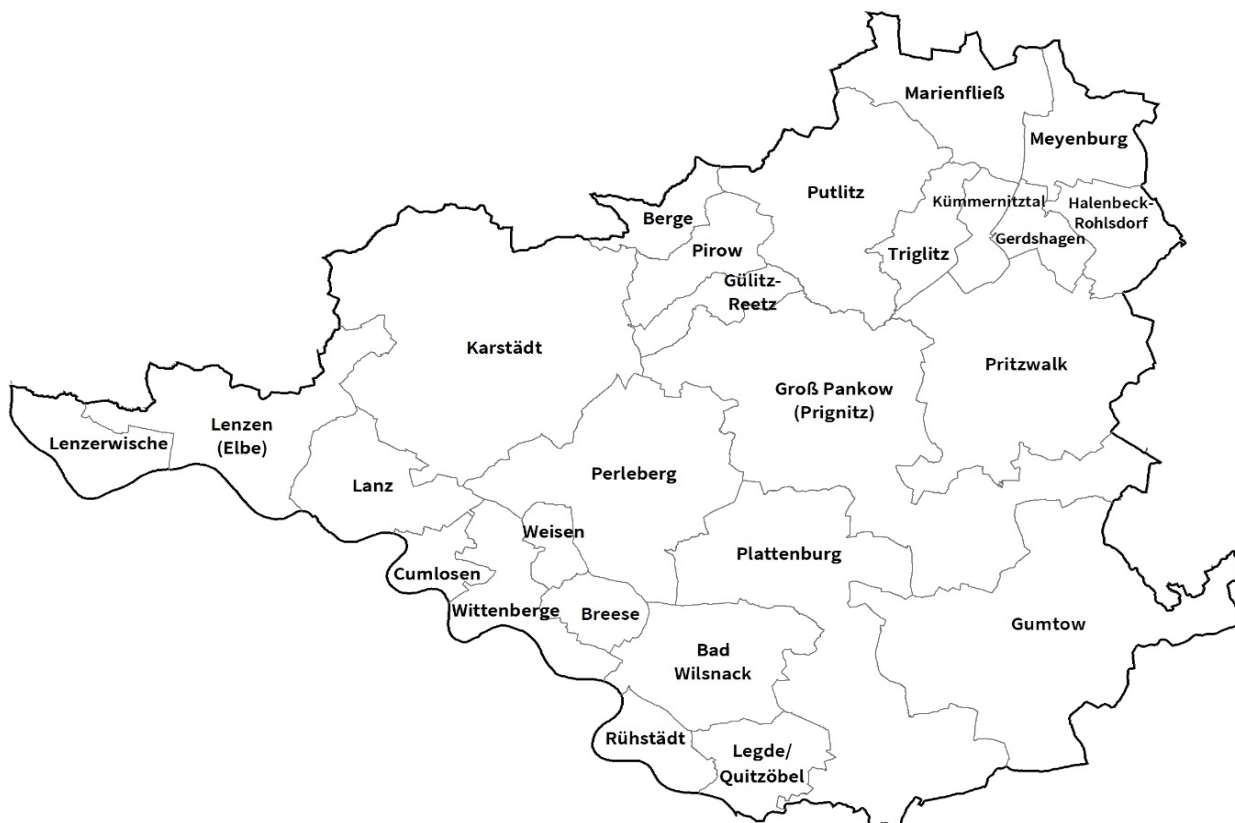 Marienfließ
Meyenburg
Putlitz
Kümmernitztal
Halenbeck-
Rohlsdorf
Berge
Pirow
Gerdshagen
Triglitz
Gülitz-
Reetz
Karstädt
Pritzwalk
Groß Pankow
(Prignitz)
Lenzen
(Elbe)
Lenzerwische
Perleberg
Lanz
Weisen
Plattenburg
Cumlosen
Wittenberge
Breese
Gumtow
Bad
Wilsnack
Rühstädt
Legde/
Quitzöbel